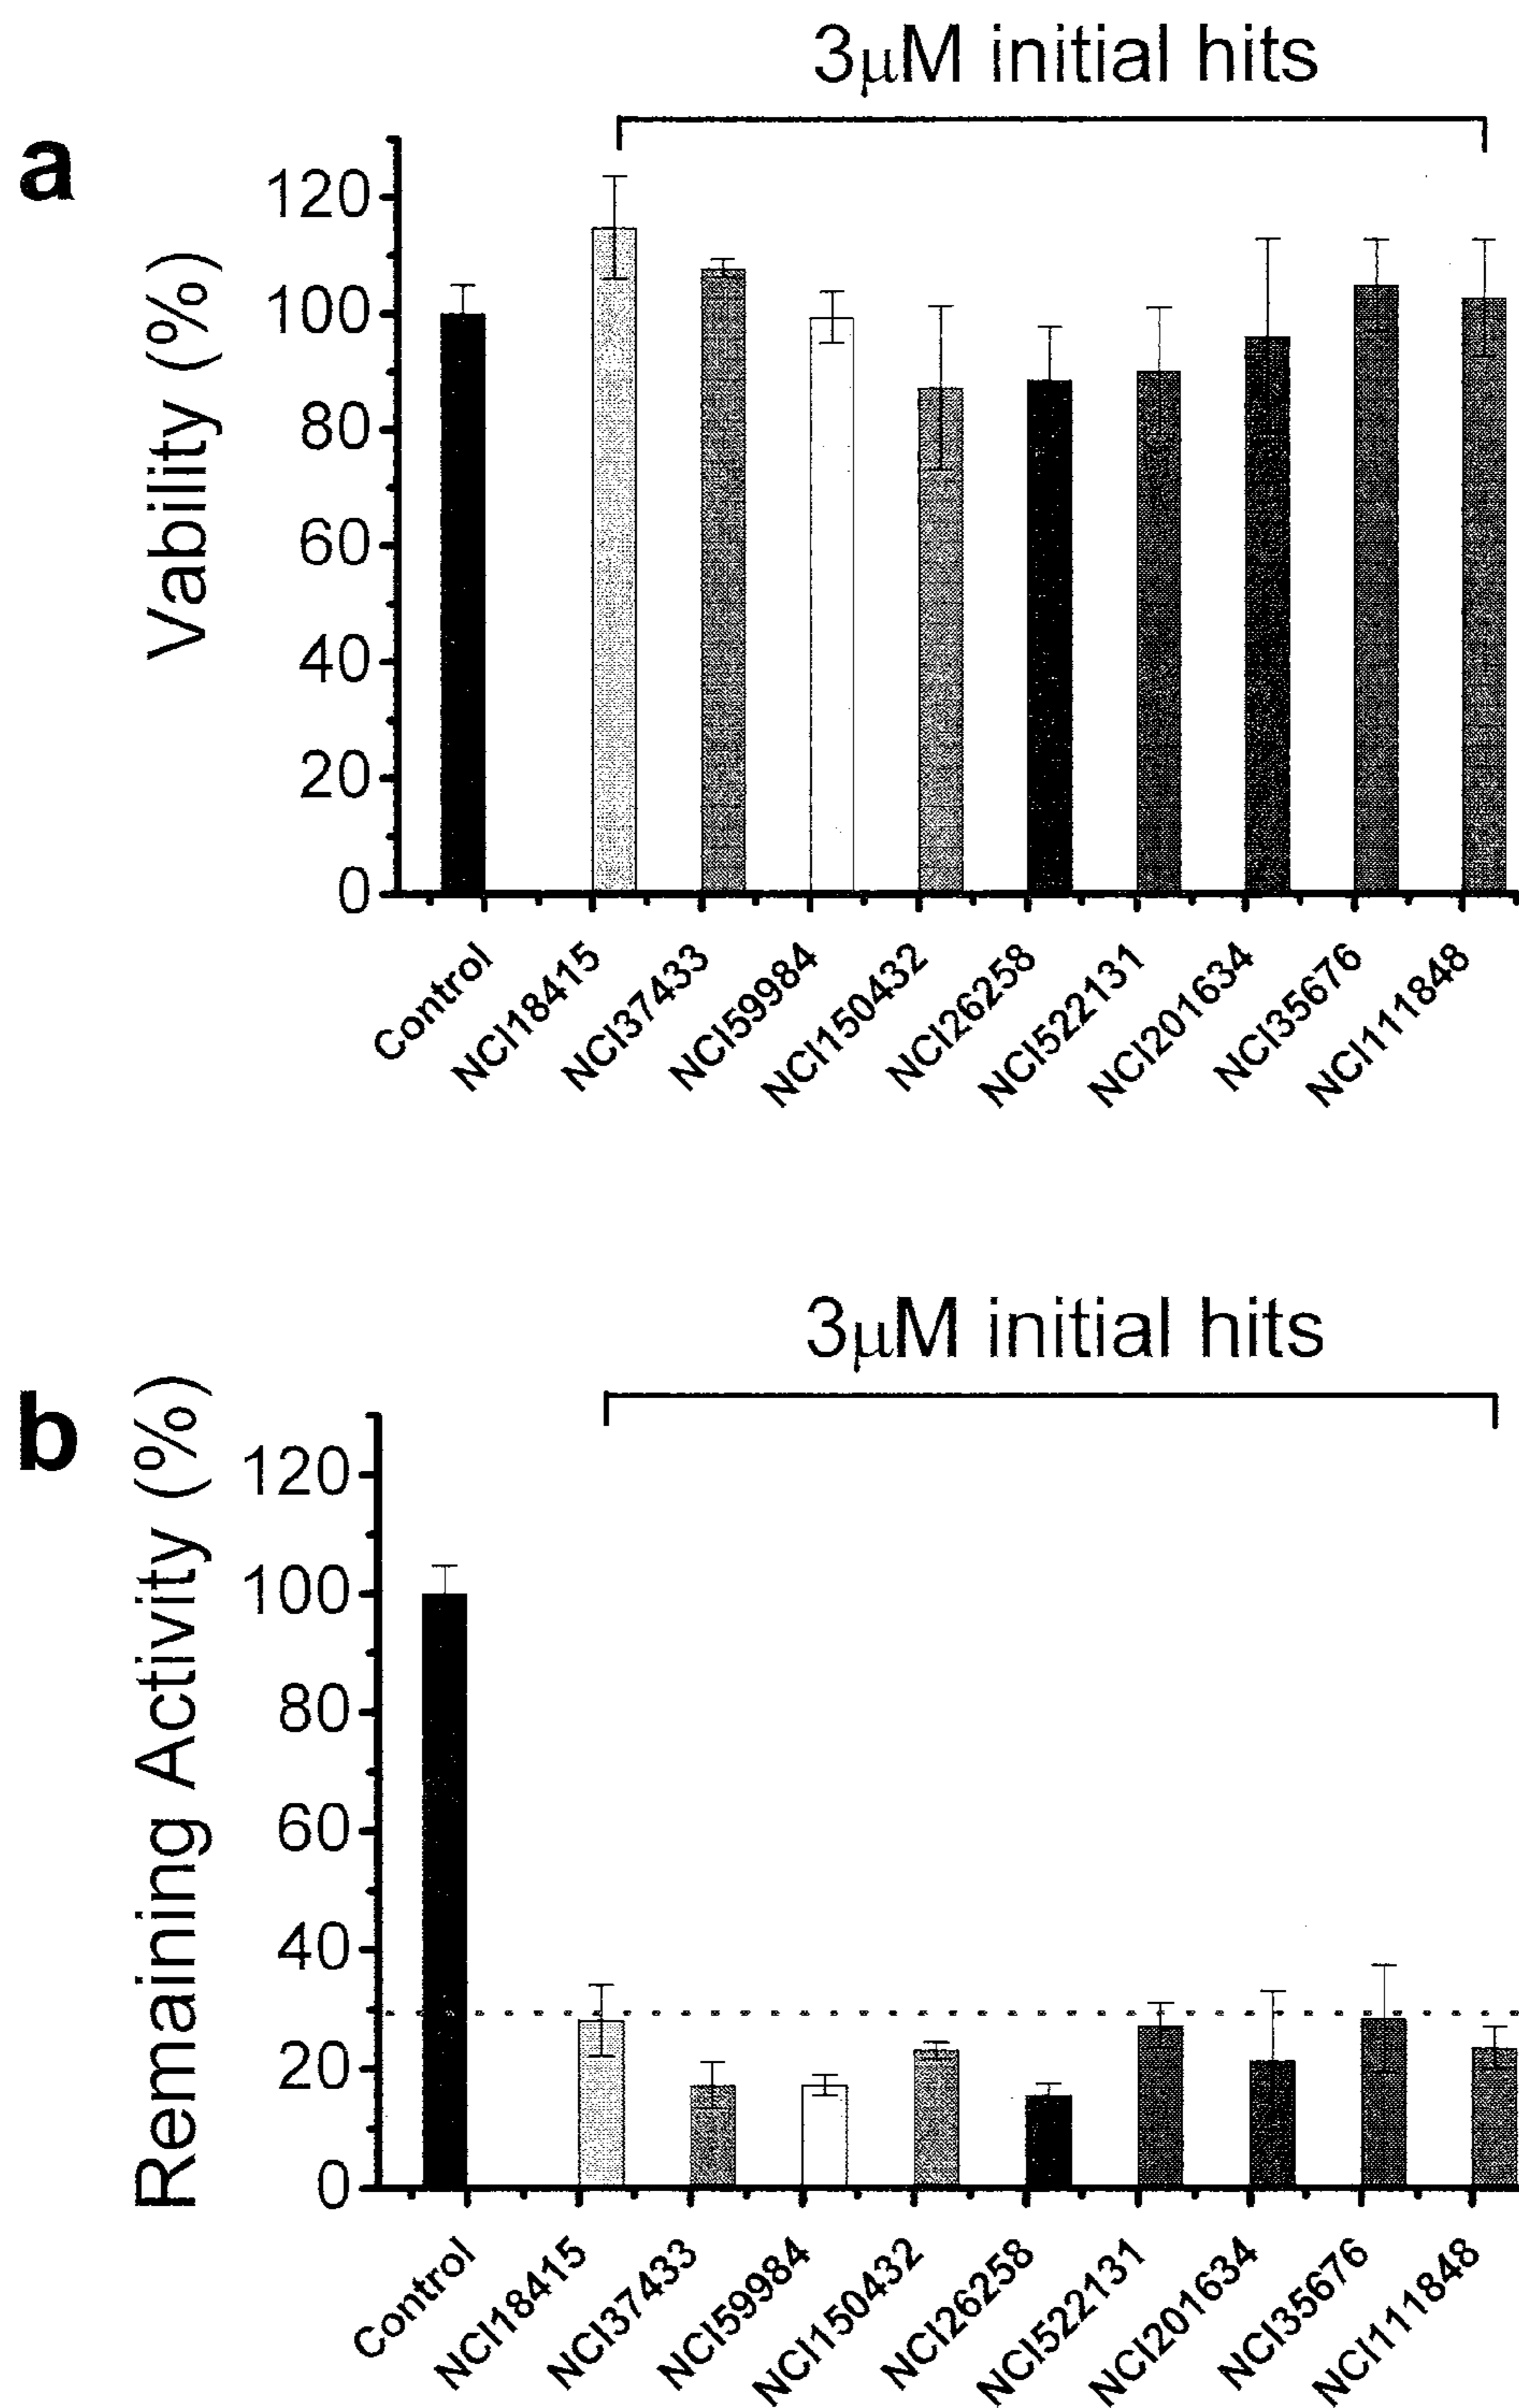 3μM initial hits
a
Vability (%)
120
100
80
60
40
20
0
Control
NCI18415
NCI37433
NCI59984
NCI150432
NCI26258
NCI522131
NCI201634
NCI35676
NCI111848
3μM initial hits
b
Remaining Activity (%)
120
100
80
60
40
20
0
Control
NCI18415
NCI37433
NCI59984
NCI150432
NCI26258
NCI522131
NCI201634
NCI35676
NCI111848